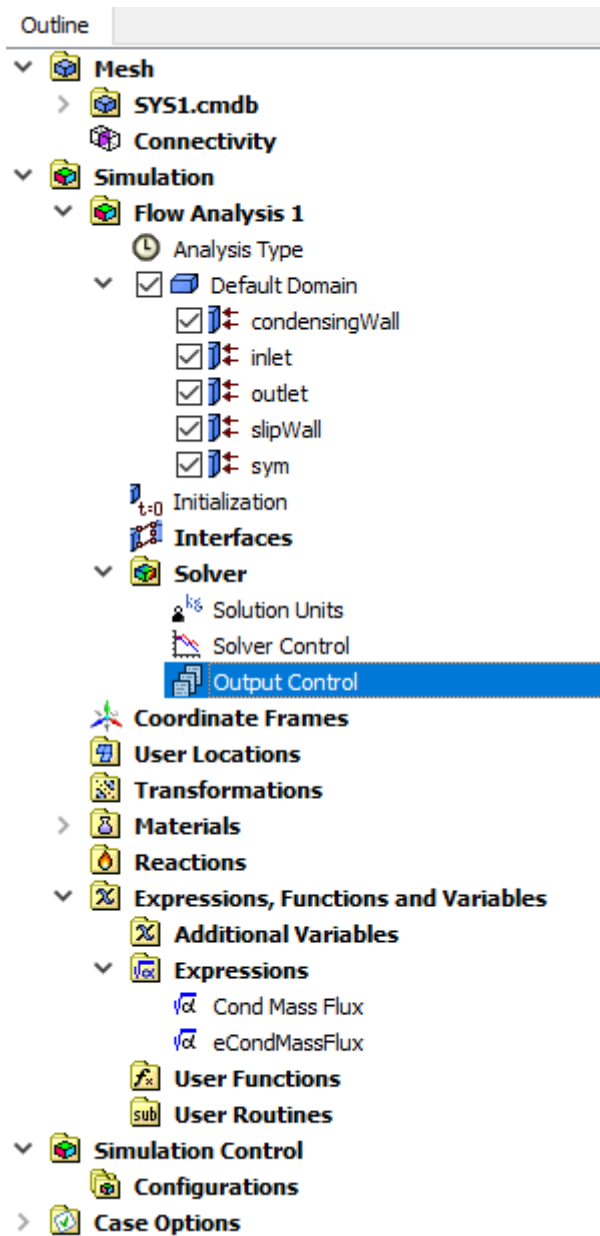 Outline
Mesh
SYS1.cmdb
Connectivity
Simulation
Flow Analysis 1
Analysis Type
Default Domain
condensingWall
inlet
outlet
slipWall
sym
t=0 Initialization
Interfaces
Solver
kg Solution Units
Solver Control
Output Control
Coordinate Frames
User Locations
Transformations
Materials
Reactions
x Expressions, Functions and Variables
x Additional Variables
√α Expressions
√α Cond Mass Flux
√α eCondMassFlux
fx User Functions
sub User Routines
Simulation Control
Configurations
Case Options